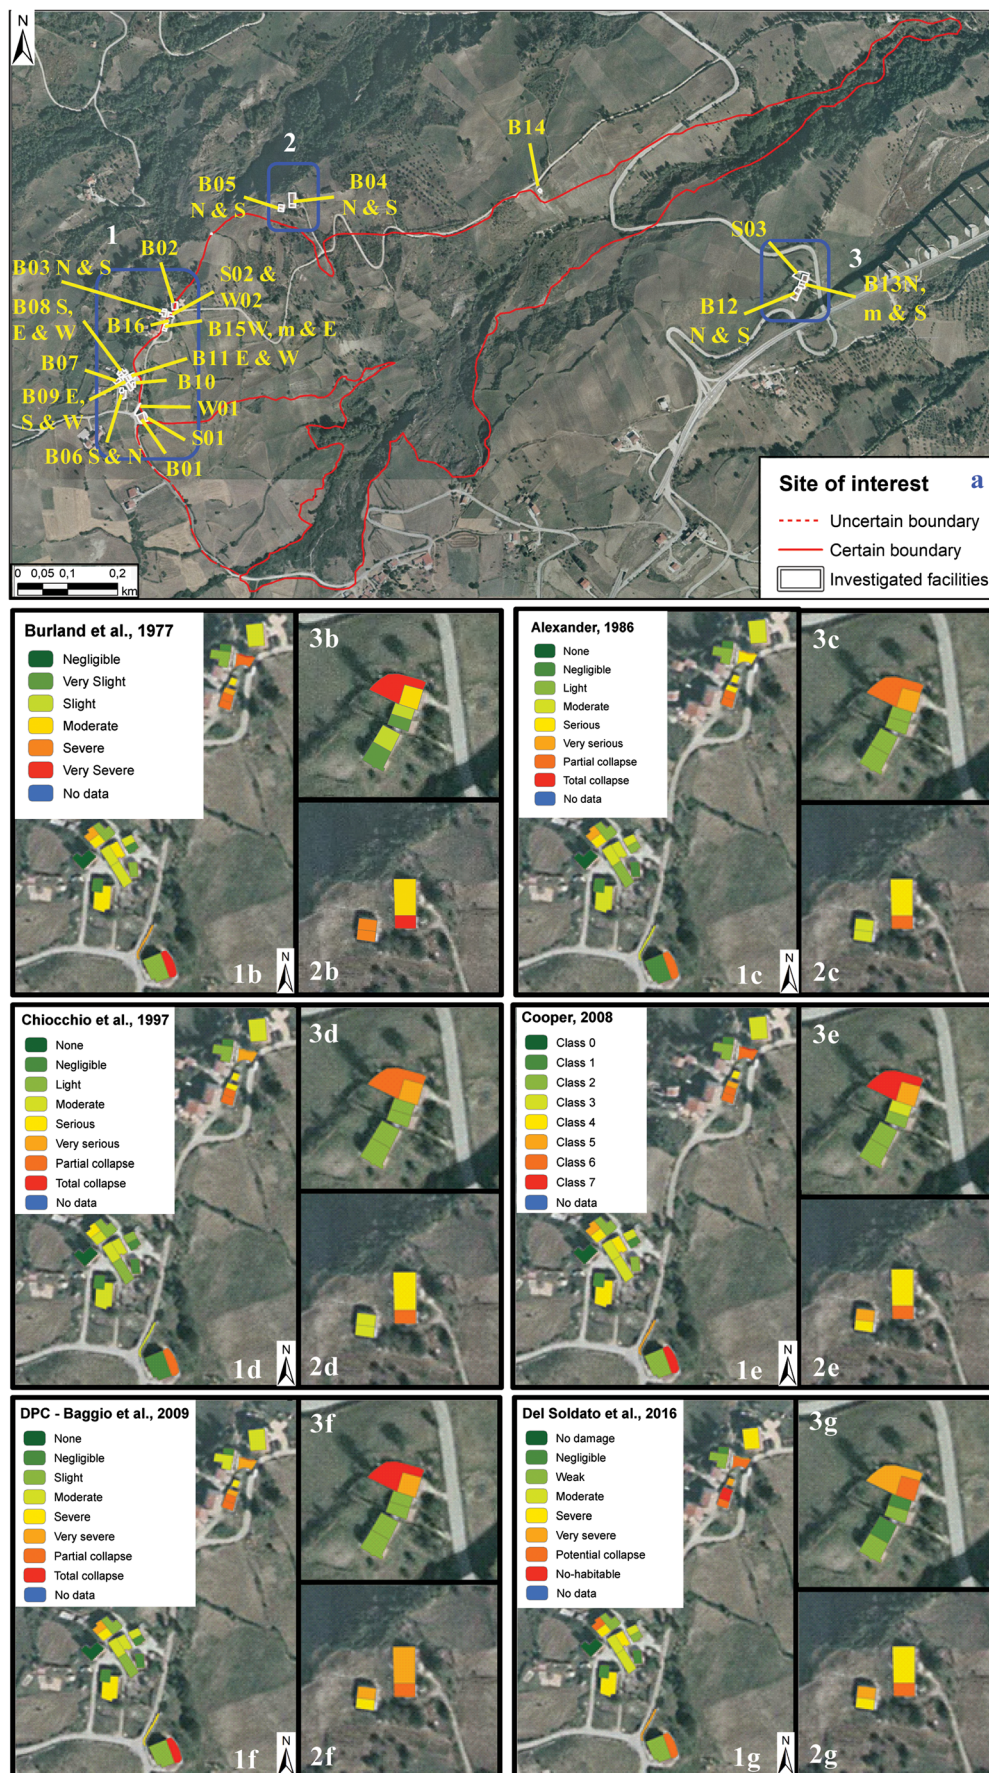 N
2
B14
B05
N & S
B04
N & S
1
B02
S03
3
B03 N & S
S02 &
W02
B08 S,
E & W
B16
B15W, m & E
B12
N & S
B13N,
m & S
B07
B11 E & W
B10
B09 E,
S & W
W01
S01
B06 S & N
B01
Site of interest a
Uncertain boundary
Certain boundary
Investigated facilities
0 0,05 0,1 0,2
km
Burland et al., 1977
Negligible
Very Slight
Slight
Moderate
Severe
Very Severe
No data
3b
2b
1b
N
Alexander, 1986
None
Negligible
Light
Moderate
Serious
Very serious
Partial collapse
Total collapse
No data
3c
2c
1c
N
Chiocchio et al., 1997
None
Negligible
Light
Moderate
Serious
Very serious
Partial collapse
Total collapse
No data
3d
2d
1d
N
Cooper, 2008
Class 0
Class 1
Class 2
Class 3
Class 4
Class 5
Class 6
Class 7
No data
3e
2e
1e
N
DPC - Baggio et al., 2009
None
Negligible
Slight
Moderate
Severe
Very severe
Partial collapse
Total collapse
No data
3f
2f
1f
N
Del Soldato et al., 2016
No damage
Negligible
Weak
Moderate
Severe
Very severe
Potential collapse
No-habitable
No data
3g
2g
1g
N